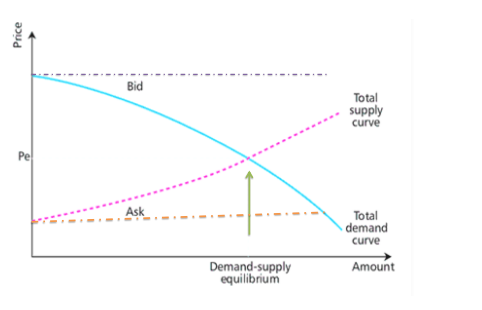 Price
Bid
Total
supply
curve
Pe
Ask
Total
demand
curve
Demand-supply
equilibrium
Amount